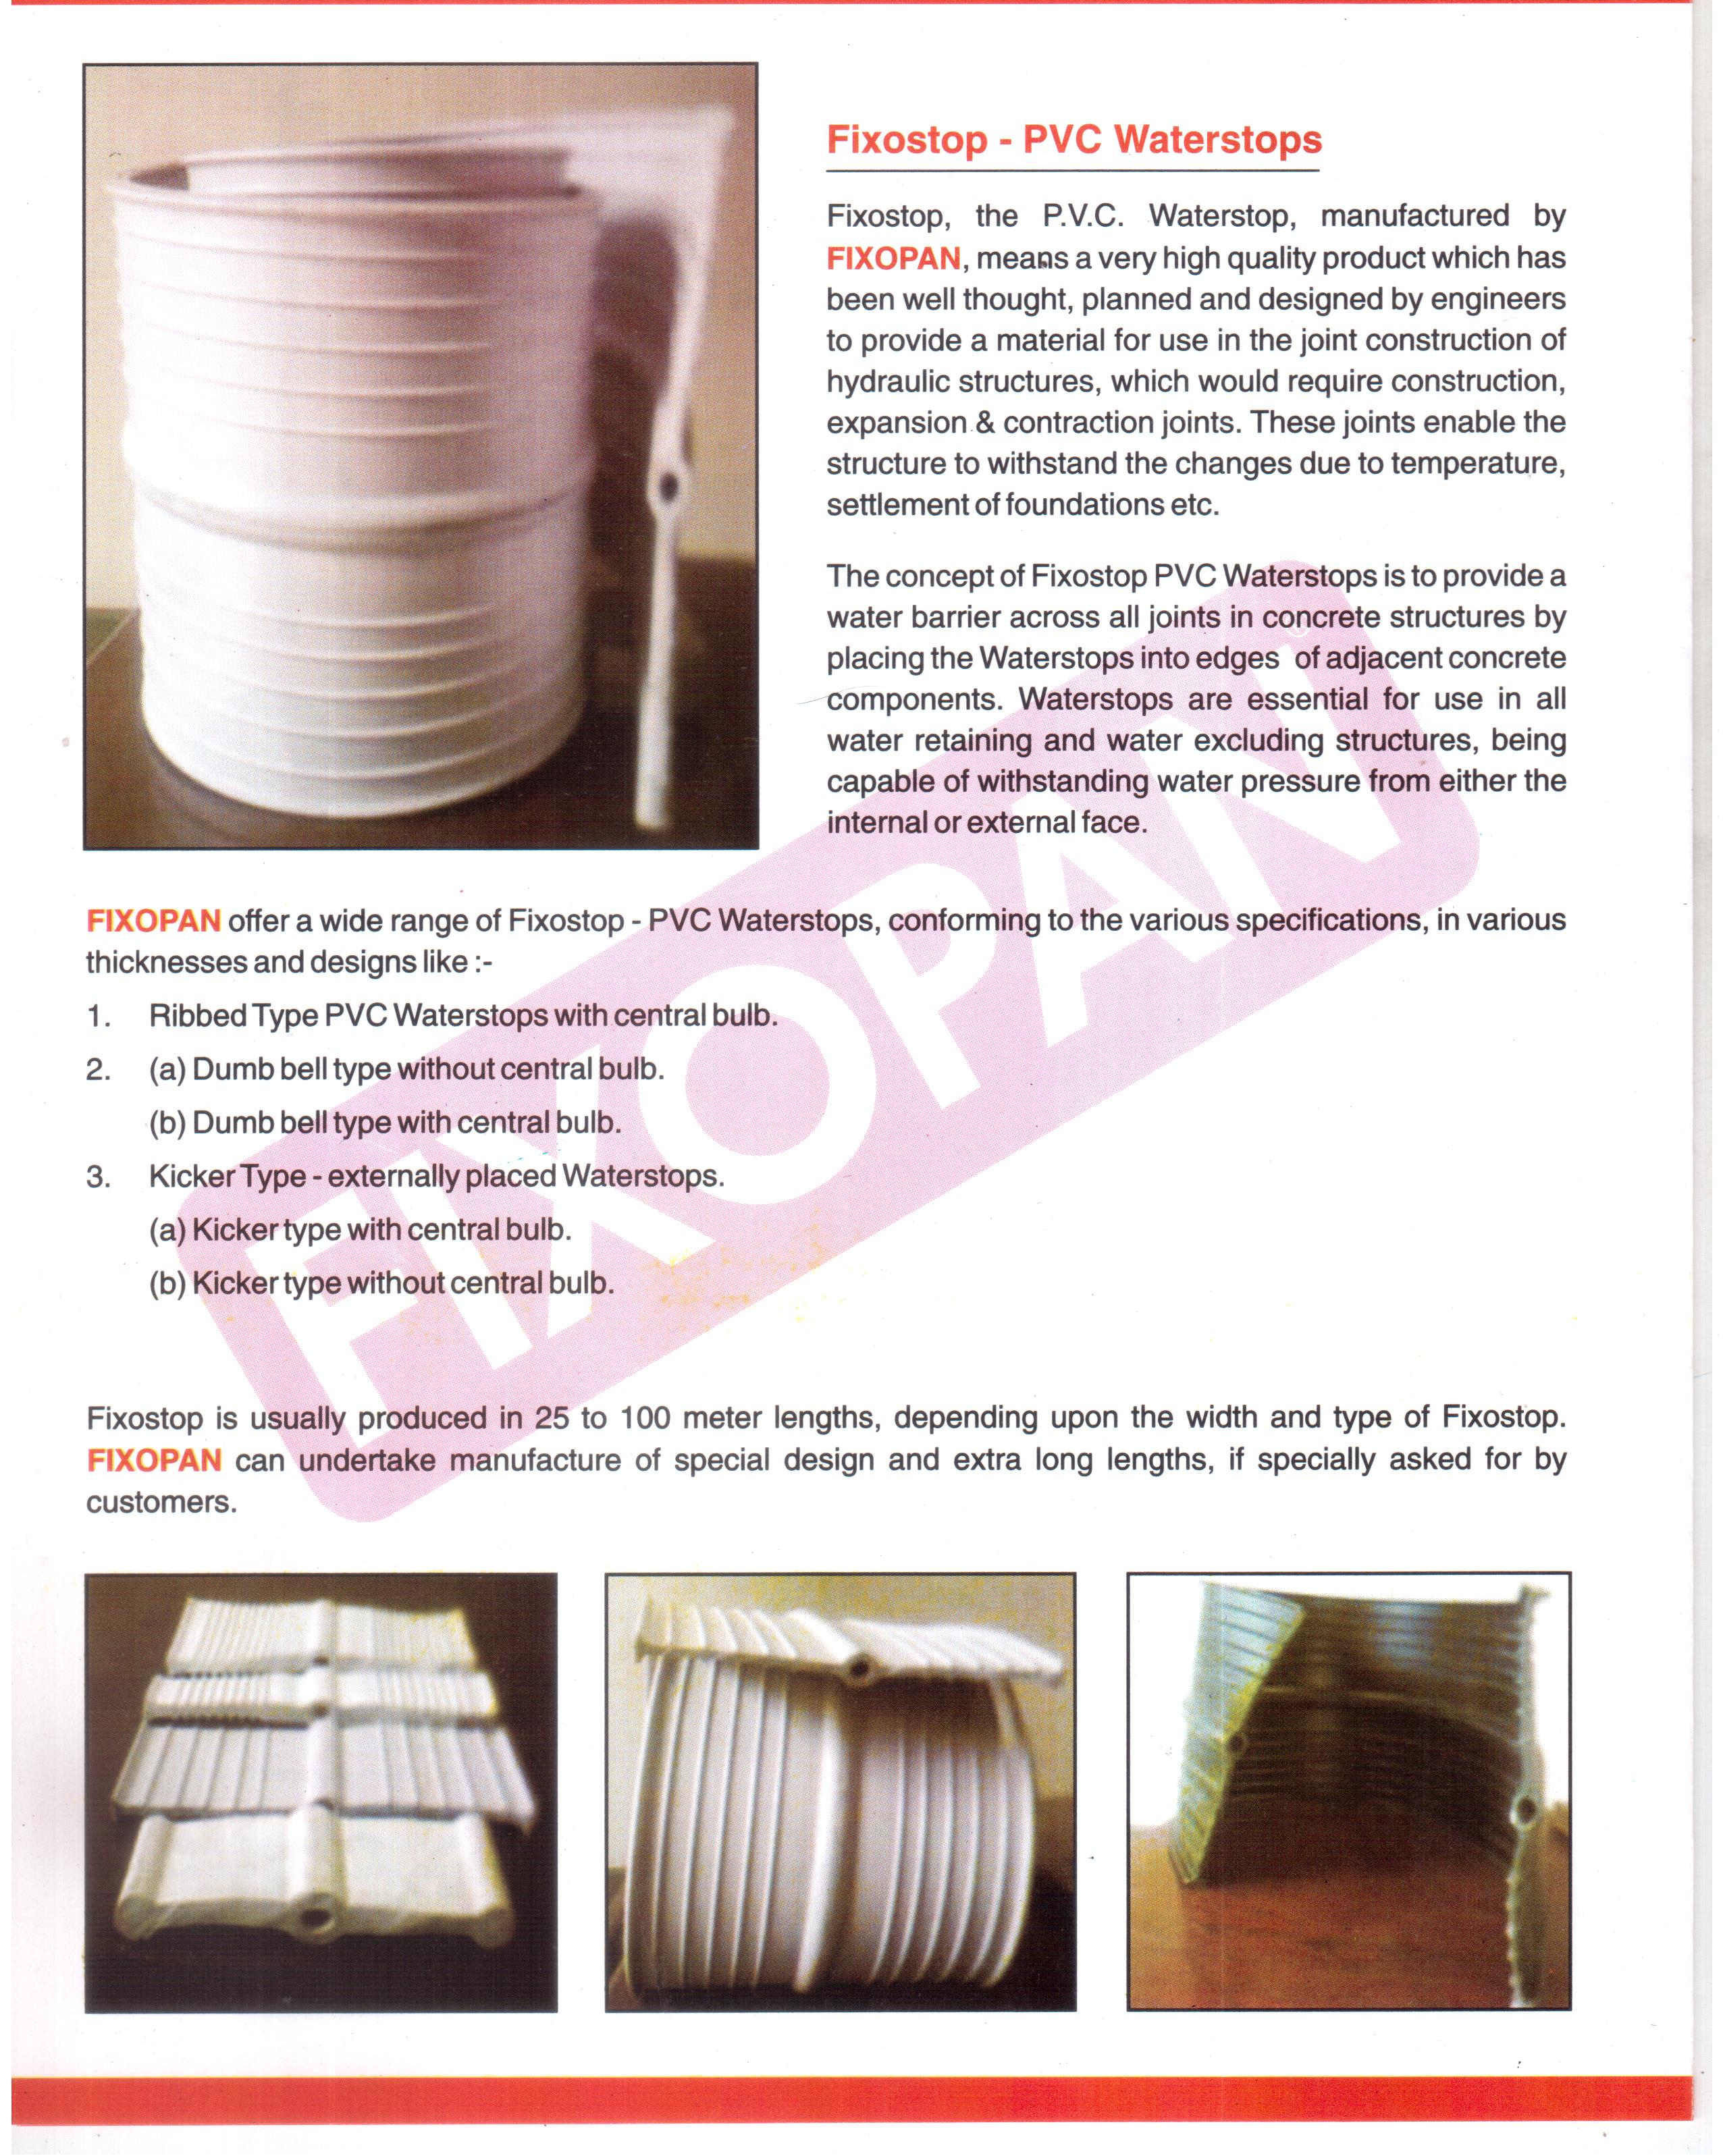 Fixostop - PVC Waterstops
Fixostop, the P.V.C. Waterstop, manufactured by
FIXOPAN, means a very high quality product which has
been well thought, planned and designed by engineers
to provide a material for use in the joint construction of
hydraulic structures, which would require construction,
expansion & contraction joints. These joints enable the
structure to withstand the changes due to temperature,
settlement of foundations etc.
The concept of Fixostop PVC Waterstops is to provide a
water barrier across all joints in concrete structures by
placing the Waterstops into edges of adjacent concrete
components. Waterstops are essential for use in all
water retaining and water excluding structures, being
capable of withstanding water pressure from either the
internal or external face.
FIXOPAN offer a wide range of Fixostop - PVC Waterstops, conforming to the various specifications, in various
thicknesses and designs like :-
1. Ribbed Type PVC Waterstops with central bulb.
2. (a) Dumb bell type without central bulb.
(b) Dumb bell type with central bulb.
3. Kicker Type - externally placed Waterstops.
(a) Kicker type with central bulb.
(b) Kicker type without central bulb.
Fixostop is usually produced in 25 to 100 meter lengths, depending upon the width and type of Fixostop.
FIXOPAN can undertake manufacture of special design and extra long lengths, if specially asked for by
customers.
FIXOPAN ®